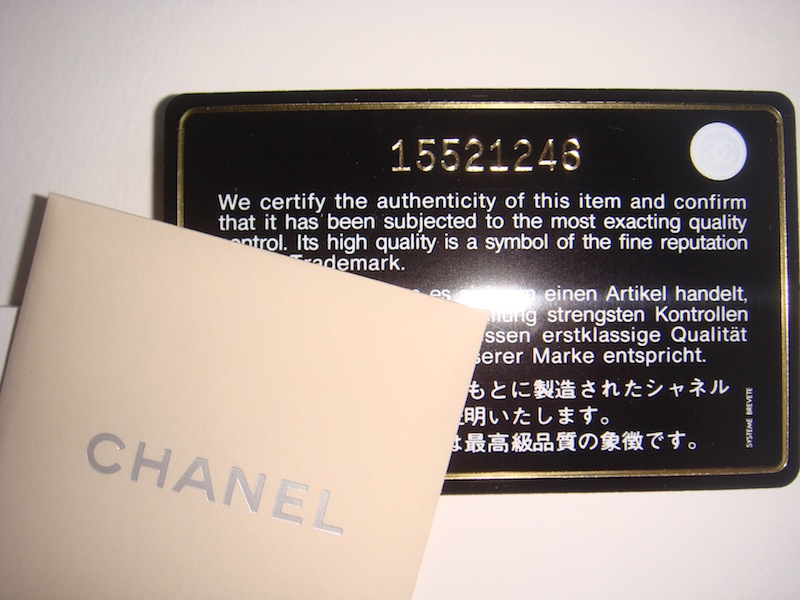 15521246
We certify the authenticity of this item and confirm
that it has been subjected to the most exacting quality
control. Its high quality is a symbol of the fine reputation
Trademark.
einen Artikel handelt,
strengsten Kontrollen
erstklassige Qualität
serer Marke entspricht.
もとに製造されたシャネル
明いたします。
は最高級品質の象徴です。
SYSTEME BREVETE
CHANEL